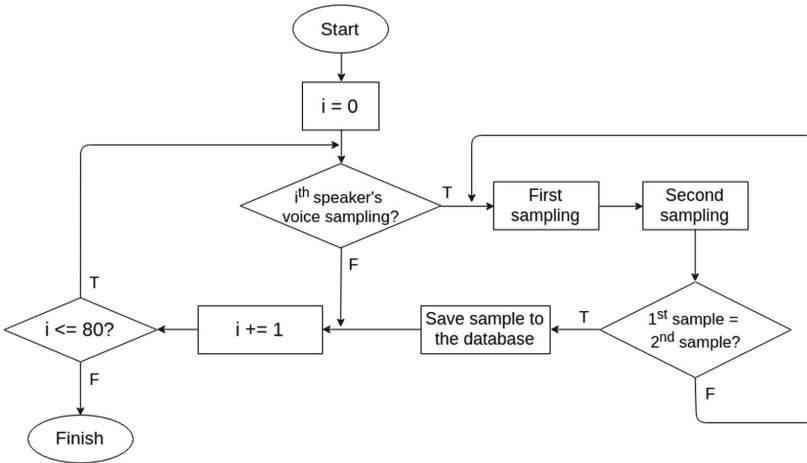 Start
i = 0
ith speaker's
voice sampling?
T
First
sampling
Second
sampling
F
T
i <= 80?
i += 1
Save sample to
the database
T
1st sample =
2nd sample?
F
F
Finish